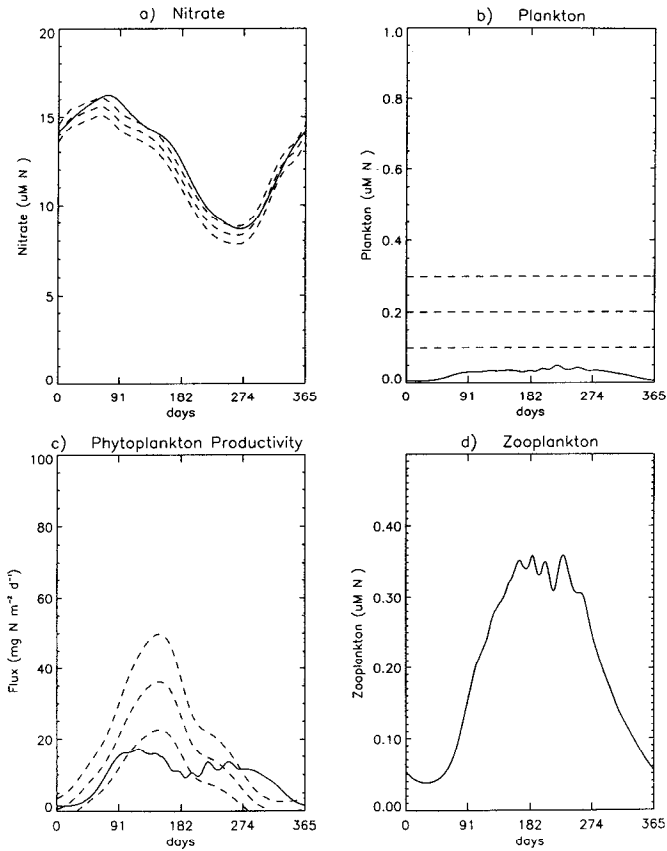 a) Nitrate
20
15
10
5
0
Nitrate (uM N )
0 91 182 274 365
days
b) Plankton
1.0
0.8
0.6
0.4
0.2
0.0
Plankton (uM N )
0 91 182 274 365
days
c) Phytoplankton Productivity
100
80
60
40
20
0
Flux (mg N m⁻² d⁻¹)
0 91 182 274 365
days
d) Zooplankton
0.40
0.30
0.20
0.10
0.00
Zooplankton (uM N )
0 91 182 274 365
days